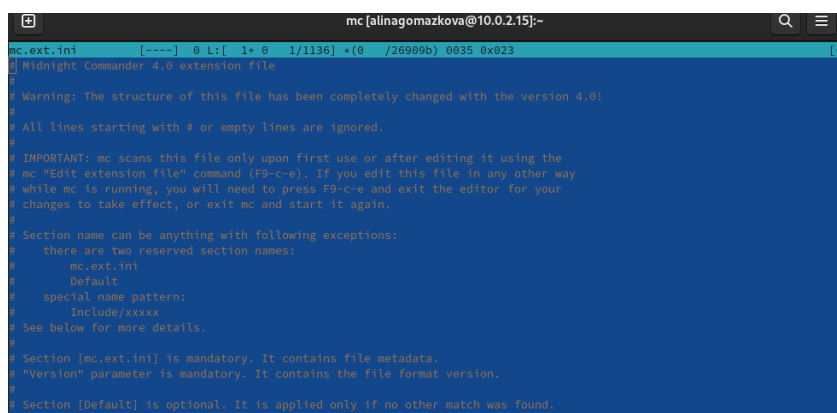 mc [alinagomazkova@10.0.2.15]:~
mc.ext.ini [----] 0 L:[ 1+ 0 1/1136] *(0 /26909b) 0035 0x023 [
# Midnight Commander 4.0 extension file
#
# Warning: The structure of this file has been completely changed with the version 4.0!
#
# All lines starting with # or empty lines are ignored.
#
# IMPORTANT: mc scans this file only upon first use or after editing it using the
# mc "Edit extension file" command (F9-c-e). If you edit this file in any other way
# while mc is running, you will need to press F9-c-e and exit the editor for your
# changes to take effect, or exit mc and start it again.
#
# Section name can be anything with following exceptions:
# there are two reserved section names:
# mc.ext.ini
# Default
# special name pattern:
# Include/xxxxx
# See below for more details.
#
# Section [mc.ext.ini] is mandatory. It contains file metadata.
# "Version" parameter is mandatory. It contains the file format version.
#
# Section [Default] is optional. It is applied only if no other match was found.